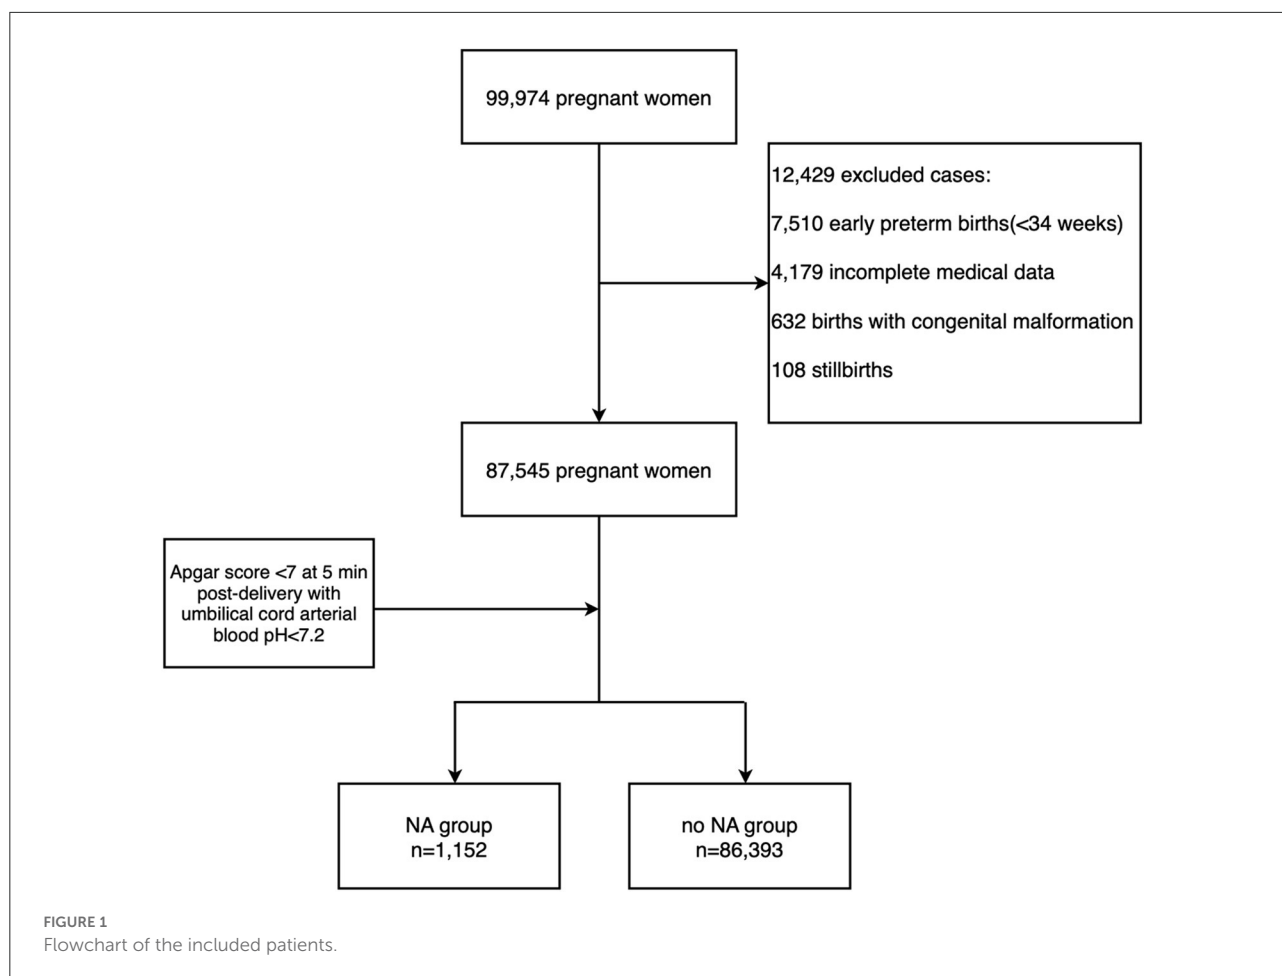 99,974 pregnant women
12,429 excluded cases:
7,510 early preterm births(<34 weeks)
4,179 incomplete medical data
632 births with congenital malformation
108 stillbirths
87,545 pregnant women
Apgar score <7 at 5 min
post-delivery with
umbilical cord arterial
blood pH<7.2
NA group
n=1,152
no NA group
n=86,393
FIGURE 1
Flowchart of the included patients.